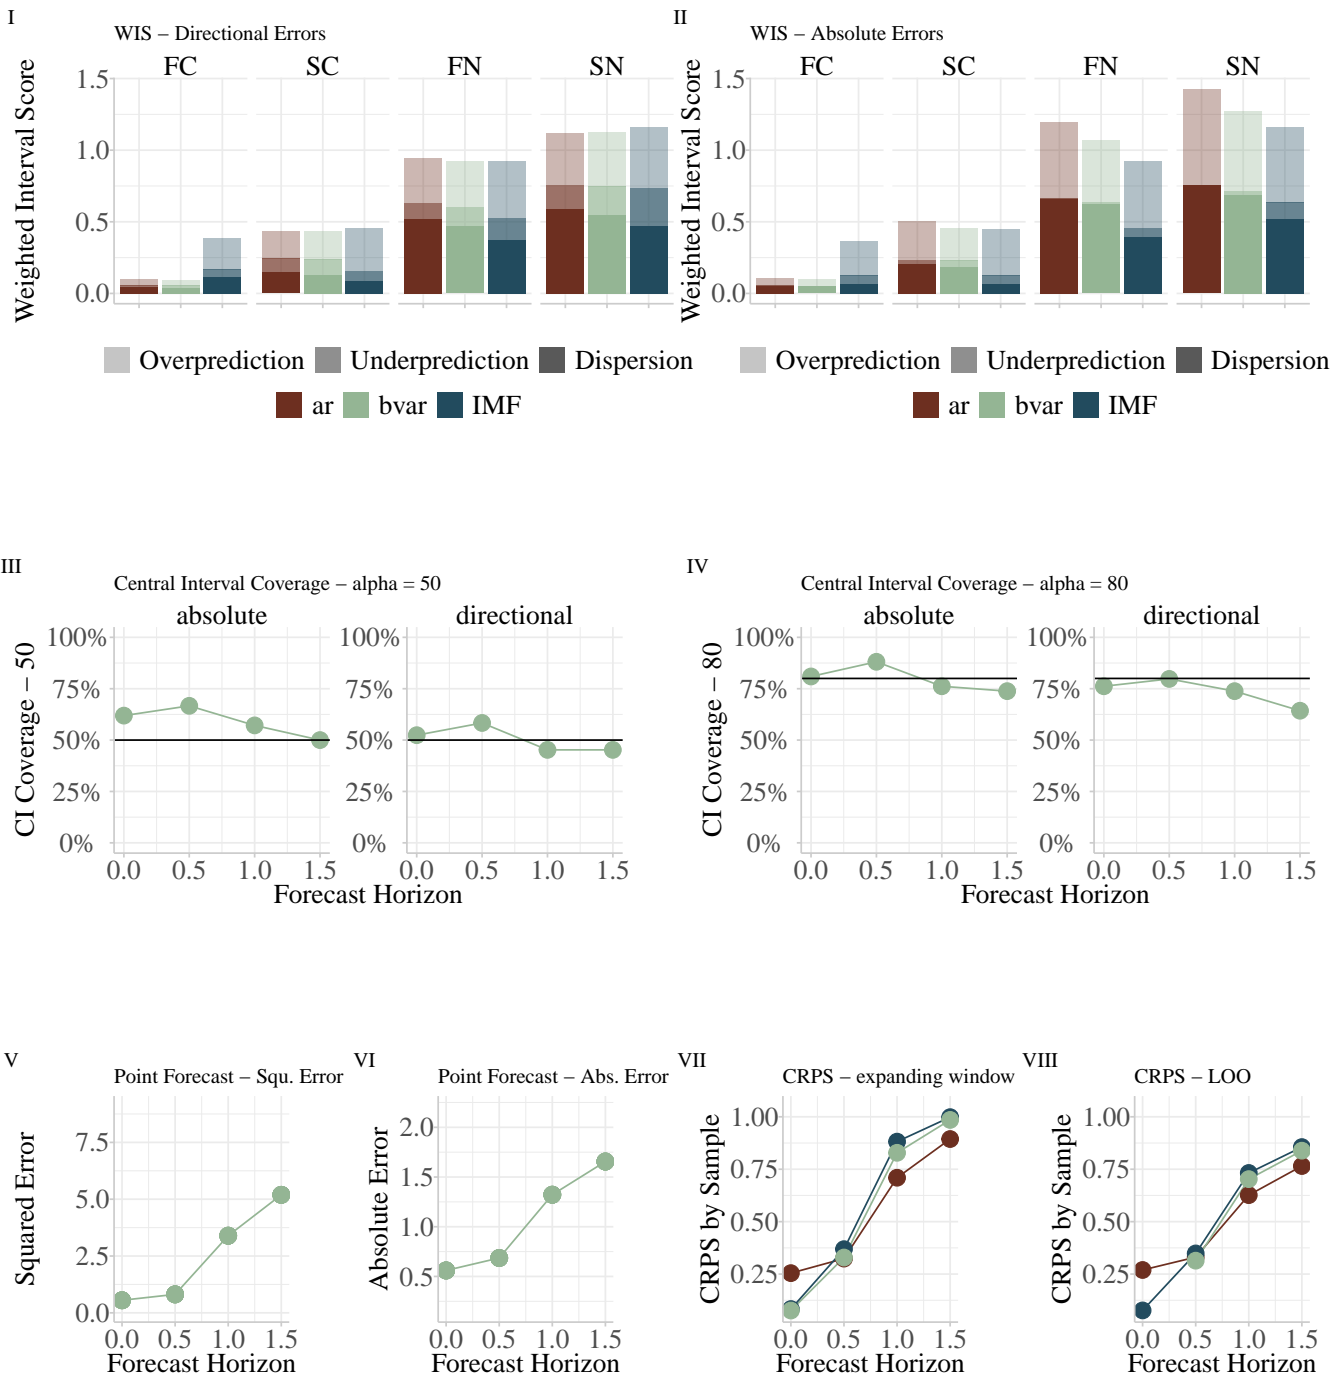 I
WIS – Directional Errors
FC SC FN SN
Weighted Interval Score
1.5
1.0
0.5
0.0
Overprediction Underprediction Dispersion
ar bvar IMF
II
WIS – Absolute Errors
FC SC FN SN
Weighted Interval Score
1.5
1.0
0.5
0.0
Overprediction Underprediction Dispersion
ar bvar IMF
III
Central Interval Coverage – alpha = 50
absolute directional
CI Coverage – 50
100% 100%
75% 75%
50% 50%
25% 25%
0% 0%
0.0 0.5 1.0 1.5 0.0 0.5 1.0 1.5
Forecast Horizon
IV
Central Interval Coverage – alpha = 80
absolute directional
CI Coverage – 80
100% 100%
75% 75%
50% 50%
25% 25%
0% 0%
0.0 0.5 1.0 1.5 0.0 0.5 1.0 1.5
Forecast Horizon
V
Point Forecast – Squ. Error
Squared Error
7.5
5.0
2.5
0.0
0.0 0.5 1.0 1.5
Forecast Horizon
VI
Point Forecast – Abs. Error
Absolute Error
2.0
1.5
1.0
0.5
0.0 0.5 1.0 1.5
Forecast Horizon
VII
CRPS – expanding window
CRPS by Sample
1.00
0.75
0.50
0.25
0.0 0.5 1.0 1.5
Forecast Horizon
VIII
CRPS – LOO
CRPS by Sample
1.00
0.75
0.50
0.25
0.0 0.5 1.0 1.5
Forecast Horizon